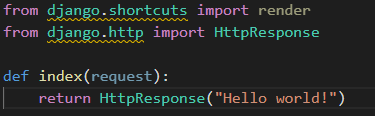 from django.shortcuts import render
from django.http import HttpResponse
def index(request):
    return HttpResponse("Hello world!")